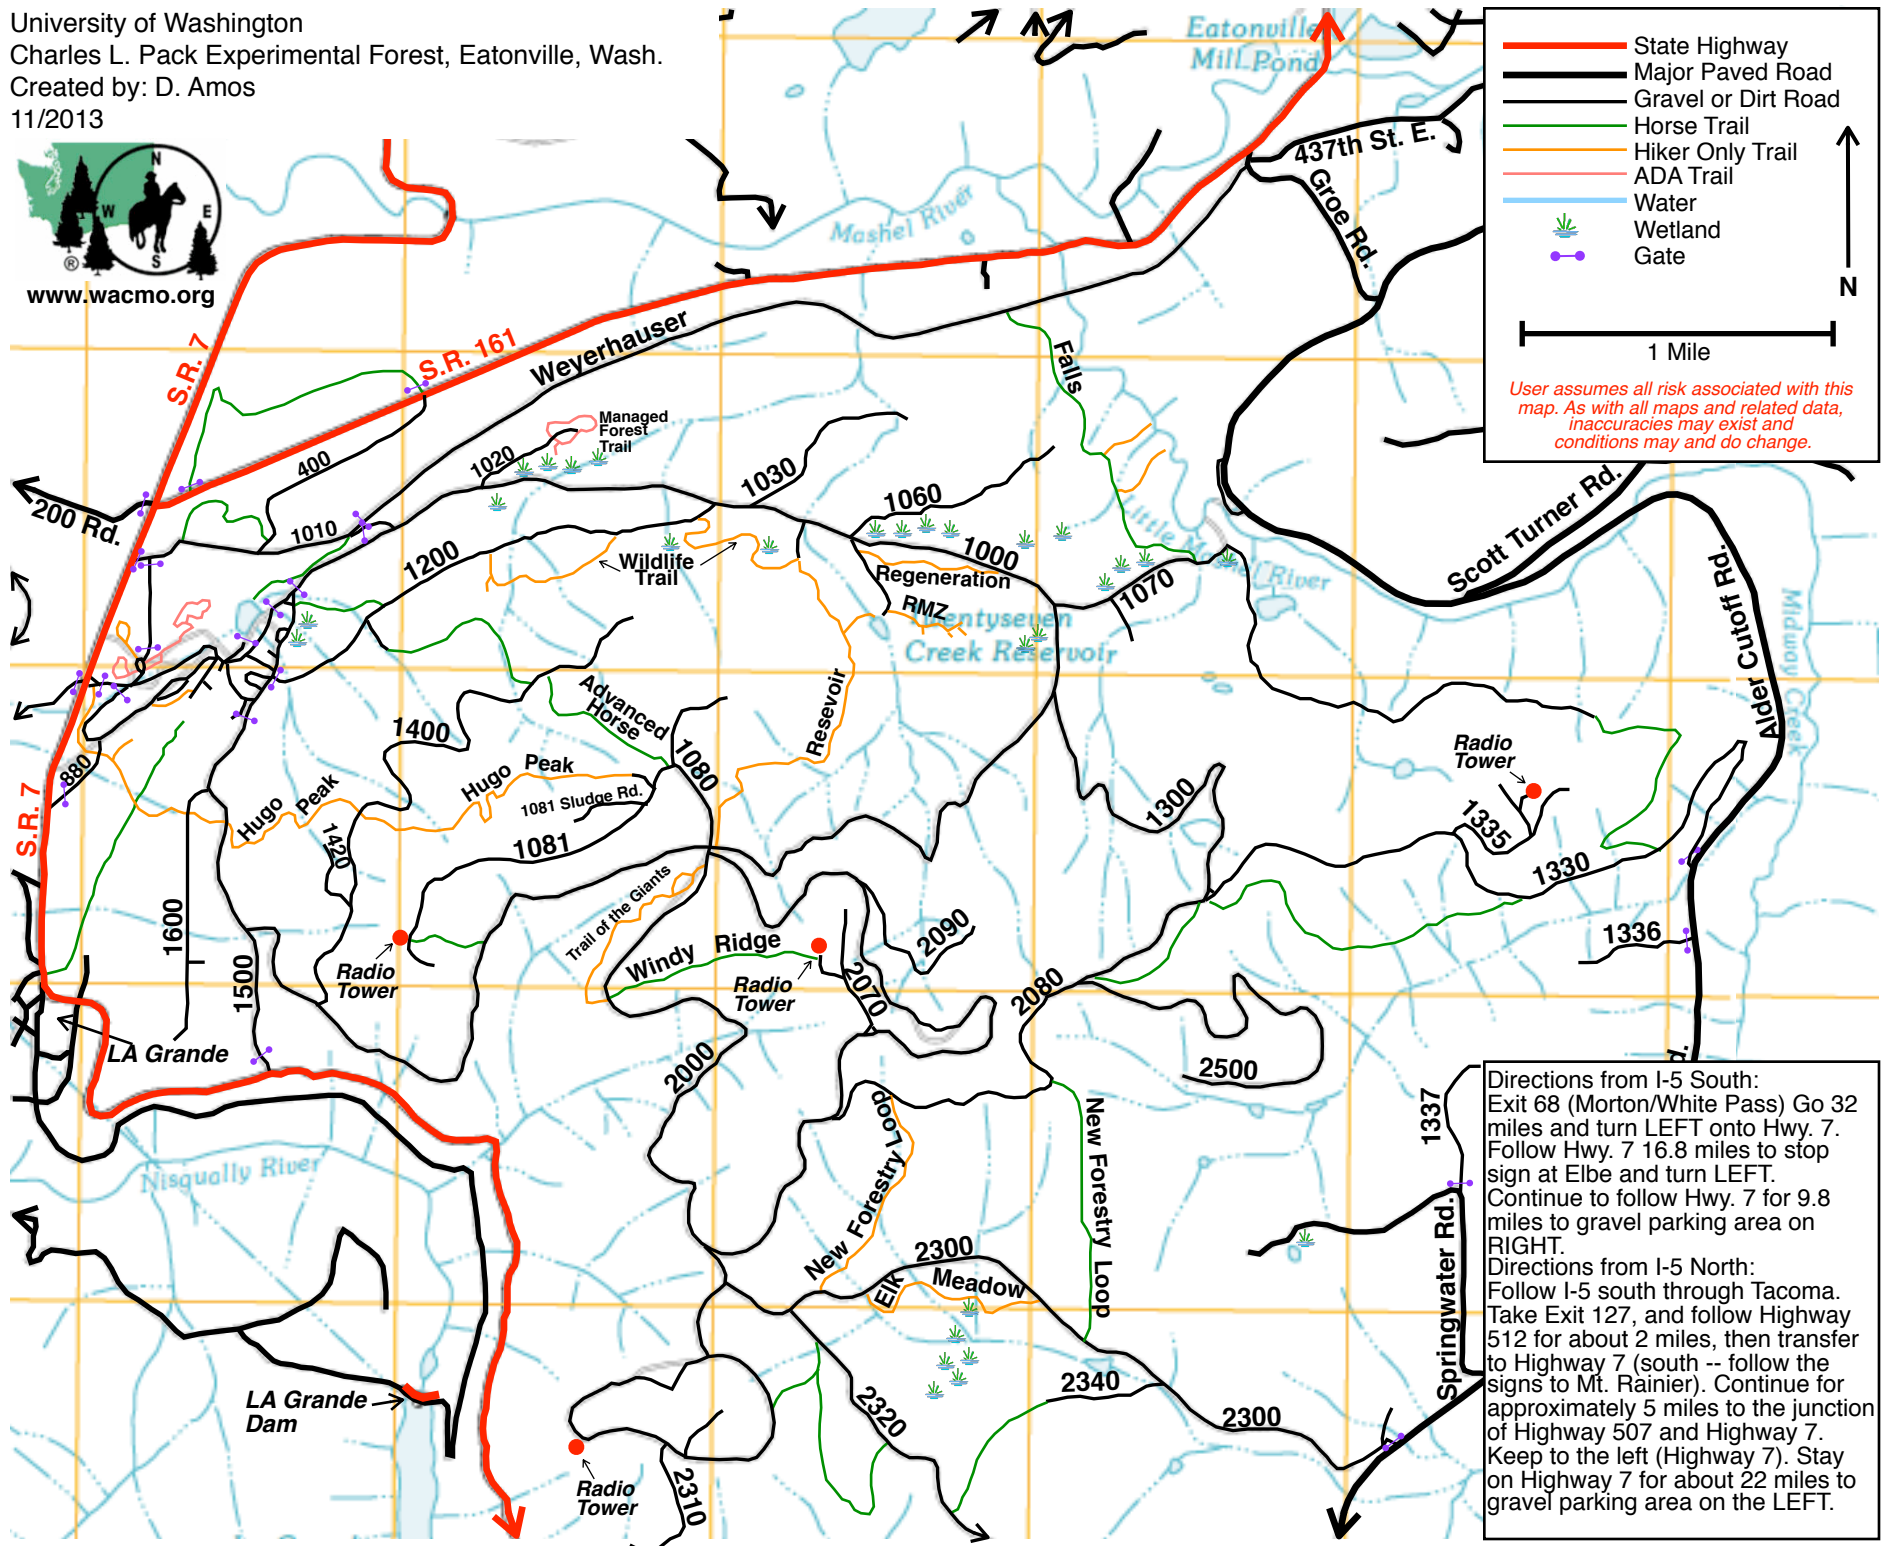 University of Washington
Charles L. Pack Experimental Forest, Eatonville, Wash.
Created by: D. Amos
11/2013
N
W
E
S
®
www.wacmo.org
State Highway
Major Paved Road
Gravel or Dirt Road
Horse Trail
Hiker Only Trail
ADA Trail
Water
Wetland
Gate
N
1 Mile
User assumes all risk associated with this
map. As with all maps and related data,
inaccuracies may exist and
conditions may and do change.
Eatonville
Mill Pond
437th St. E.
Groe Rd.
Mashel River
S.R. 7
S.R. 161
Weyerhauser
Falls
Managed
Forest
Trail
1020
400
1030
1060
200 Rd.
1010
1200
Wildlife
Trail
1000
Regeneration
RMZ
1070
Little Mashel River
Scott Turner Rd.
Alder Cutoff Rd.
Midway Creek
Twentyseven
Creek Reservoir
Advanced
Horse
1400
1080
Resevoir
Hugo Peak
1081 Sludge Rd.
Hugo Peak
880
S.R. 7
1420
1081
1300
Radio
Tower
1335
1330
1336
Trail of the Giants
1600
1500
Radio
Tower
Windy Ridge
Radio
Tower
2070
2090
2080
2500
LA Grande
2000
Nisqually River
New Forestry Loop
New Forestry Loop
2300
Elk Meadow
1337
d.
Springwater Rd.
LA Grande
Dam
2320
2340
2300
Radio
Tower
2310
Directions from I-5 South:
Exit 68 (Morton/White Pass) Go 32
miles and turn LEFT onto Hwy. 7.
Follow Hwy. 7 16.8 miles to stop
sign at Elbe and turn LEFT.
Continue to follow Hwy. 7 for 9.8
miles to gravel parking area on
RIGHT.
Directions from I-5 North:
Follow I-5 south through Tacoma.
Take Exit 127, and follow Highway
512 for about 2 miles, then transfer
to Highway 7 (south -- follow the
signs to Mt. Rainier). Continue for
approximately 5 miles to the junction
of Highway 507 and Highway 7.
Keep to the left (Highway 7). Stay
on Highway 7 for about 22 miles to
gravel parking area on the LEFT.